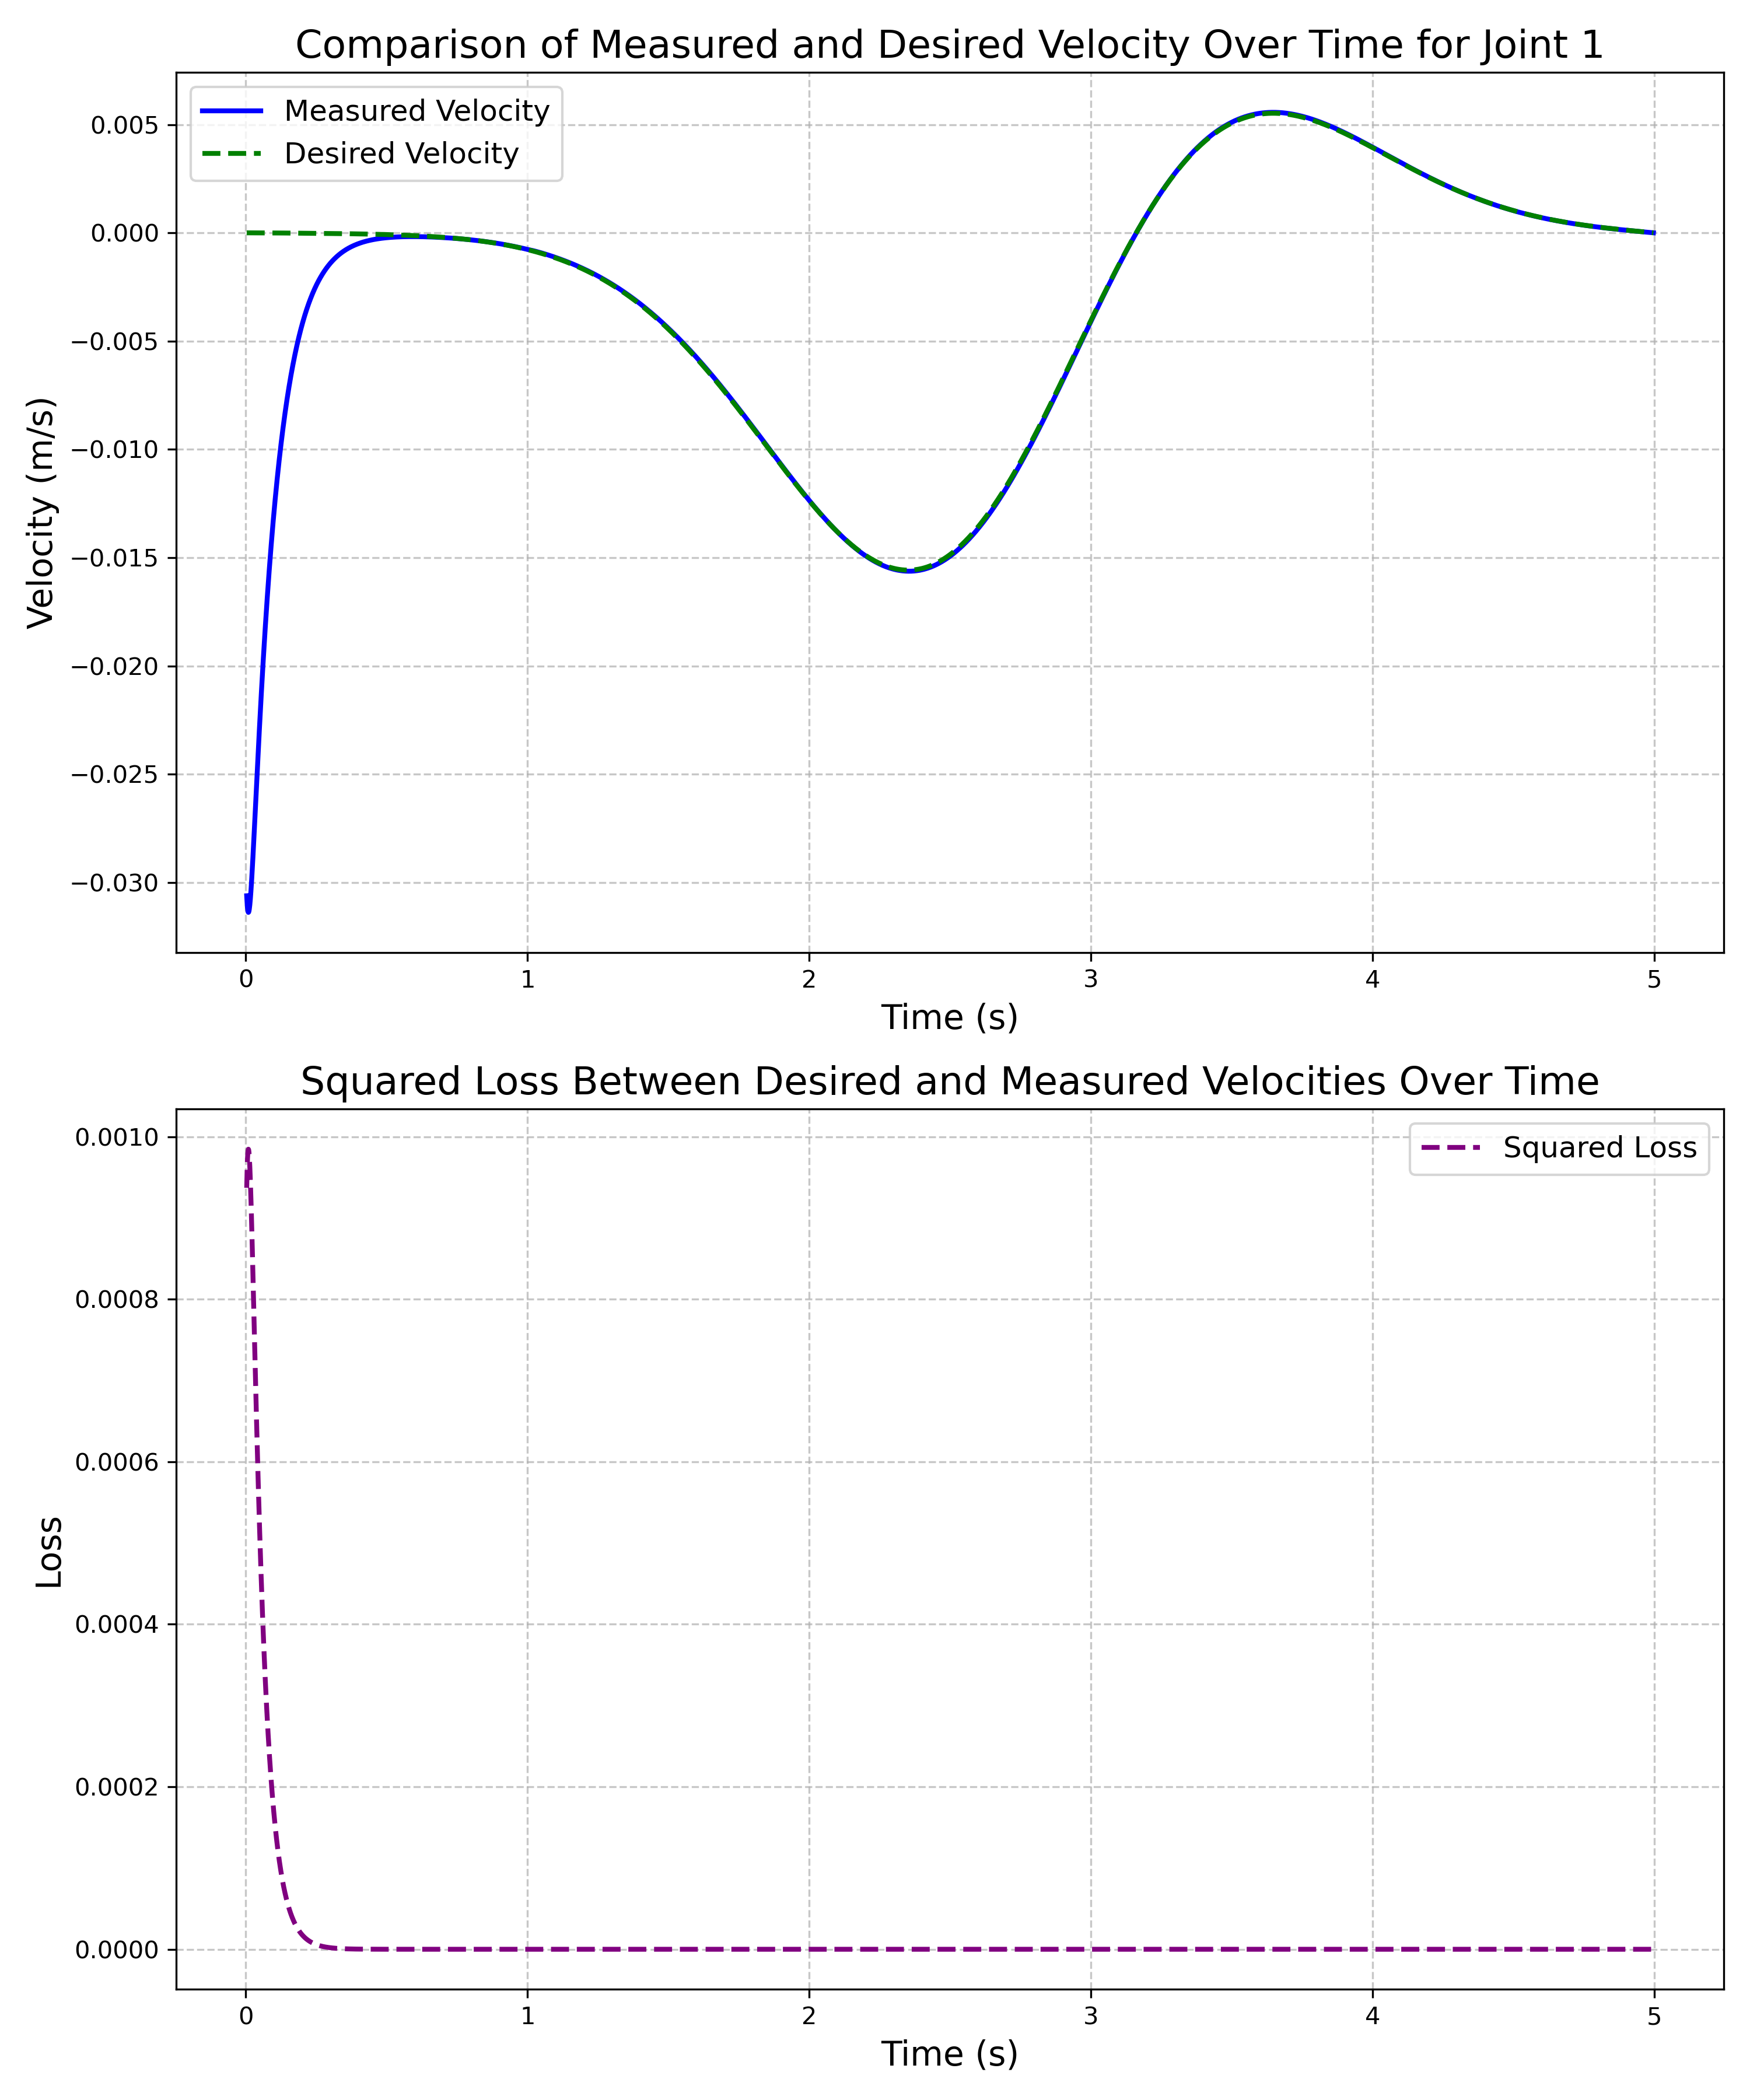 Comparison of Measured and Desired Velocity Over Time for Joint 1
Measured Velocity
Desired Velocity
0.005
0.000
−0.005
−0.010
−0.015
−0.020
−0.025
−0.030
Velocity (m/s)
0 1 2 3 4 5
Time (s)
Squared Loss Between Desired and Measured Velocities Over Time
Squared Loss
0.0010
0.0008
0.0006
0.0004
0.0002
0.0000
Loss
0 1 2 3 4 5
Time (s)